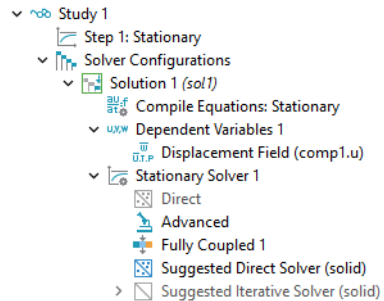 Study 1
Step 1: Stationary
Solver Configurations
Solution 1 (sol1)
Compile Equations: Stationary
Dependent Variables 1
Displacement Field (comp1.u)
Stationary Solver 1
Direct
Advanced
Fully Coupled 1
Suggested Direct Solver (solid)
Suggested Iterative Solver (solid)